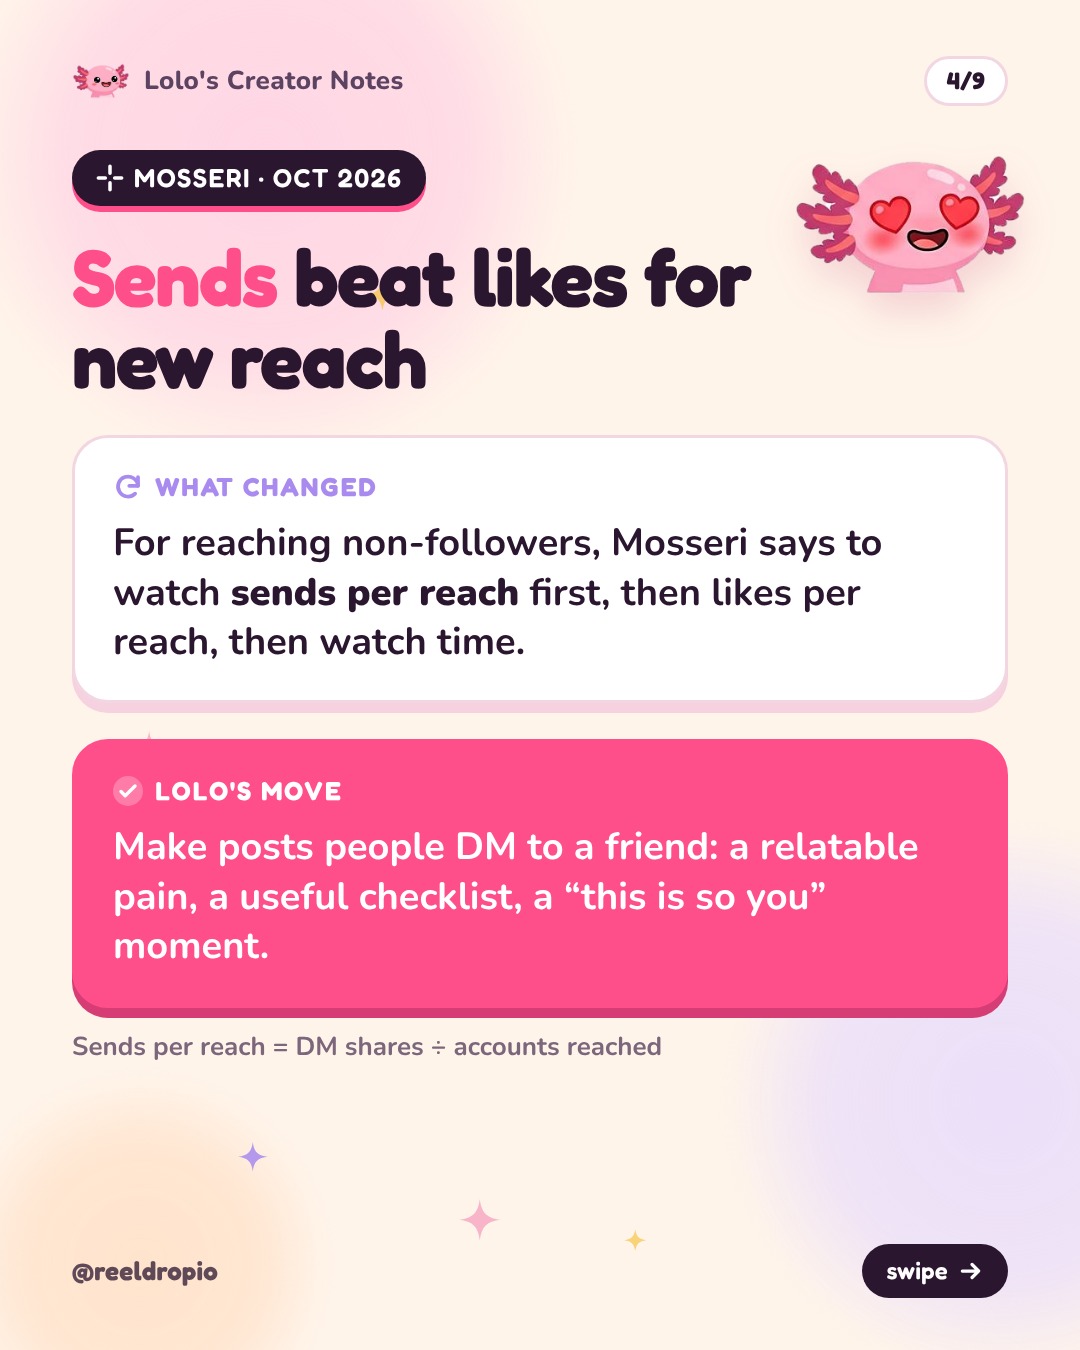 Lolo's Creator Notes
4/9
MOSSERI · OCT 2026
Sends beat likes for
new reach
WHAT CHANGED
For reaching non-followers, Mosseri says to
watch sends per reach first, then likes per
reach, then watch time.
LOLO'S MOVE
Make posts people DM to a friend: a relatable
pain, a useful checklist, a “this is so you”
moment.
Sends per reach = DM shares ÷ accounts reached
@reeldropio
swipe →